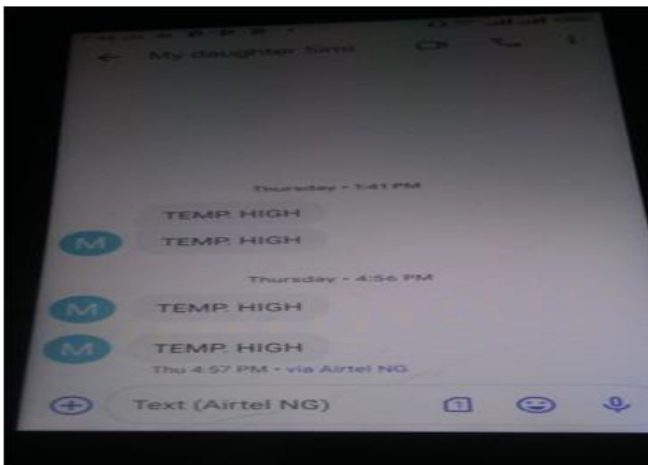 My daughter Simi
Thursday • 1:41 PM
TEMP. HIGH
M
TEMP. HIGH
Thursday • 4:56 PM
M
TEMP. HIGH
M
TEMP. HIGH
Thu 4:57 PM • via Airtel NG
Text (Airtel NG)
1